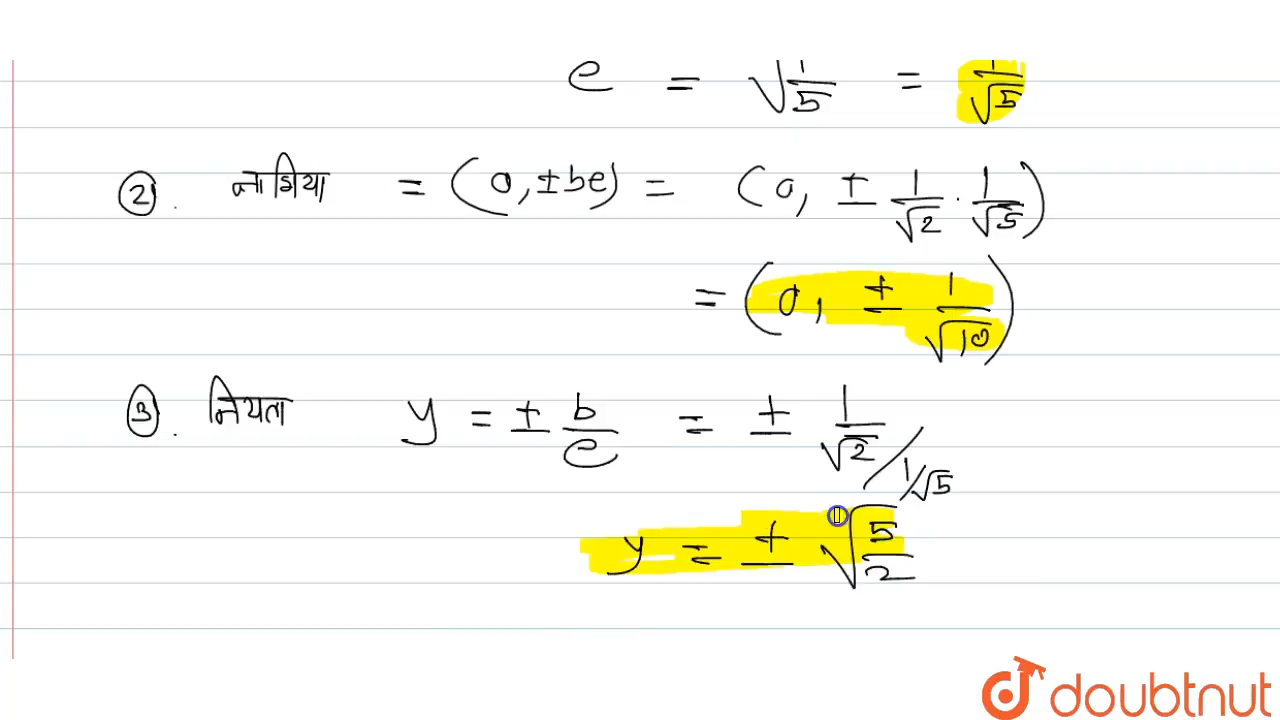 e = √1/5 = 1/√5
② . नाभिया = (0, ±be) = (0, ± 1/√2 . 1/√5)
= (0, ± 1/√10)
③ . नियता y = ± b/e = ± 1/√2 / 1/√5
y = ± √5/2
doubtnut